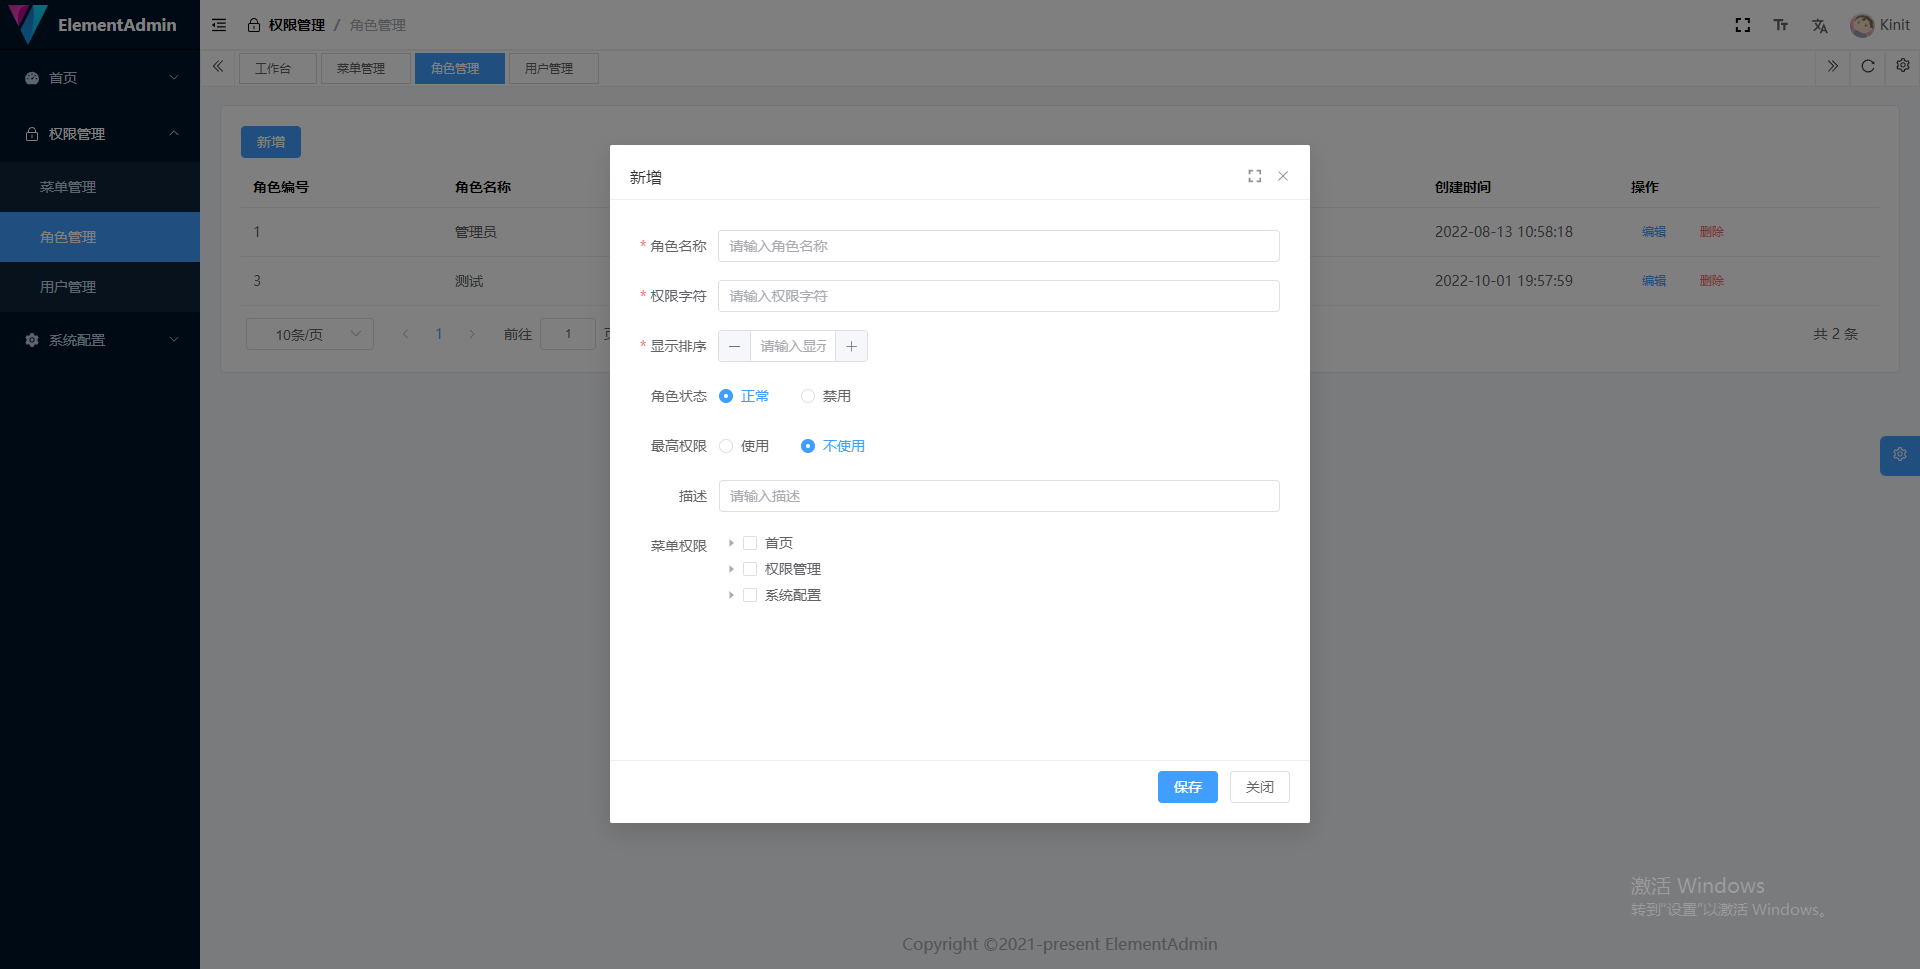 ElementAdmin
权限管理 / 角色管理
Kinit
首页
权限管理
菜单管理
角色管理
用户管理
系统配置
工作台
菜单管理
角色管理
用户管理
新增
角色编号 角色名称 创建时间 操作
1 管理员 2022-08-13 10:58:18 编辑 删除
3 测试 2022-10-01 19:57:59 编辑 删除
10条/页 1 前往 1
共 2 条
新增
* 角色名称 请输入角色名称
* 权限字符 请输入权限字符
* 显示排序 请输入显示
角色状态 正常 禁用
最高权限 使用 不使用
描述 请输入描述
菜单权限 首页
权限管理
系统配置
保存 关闭
激活 Windows
转到"设置"以激活 Windows。
Copyright ©2021-present ElementAdmin